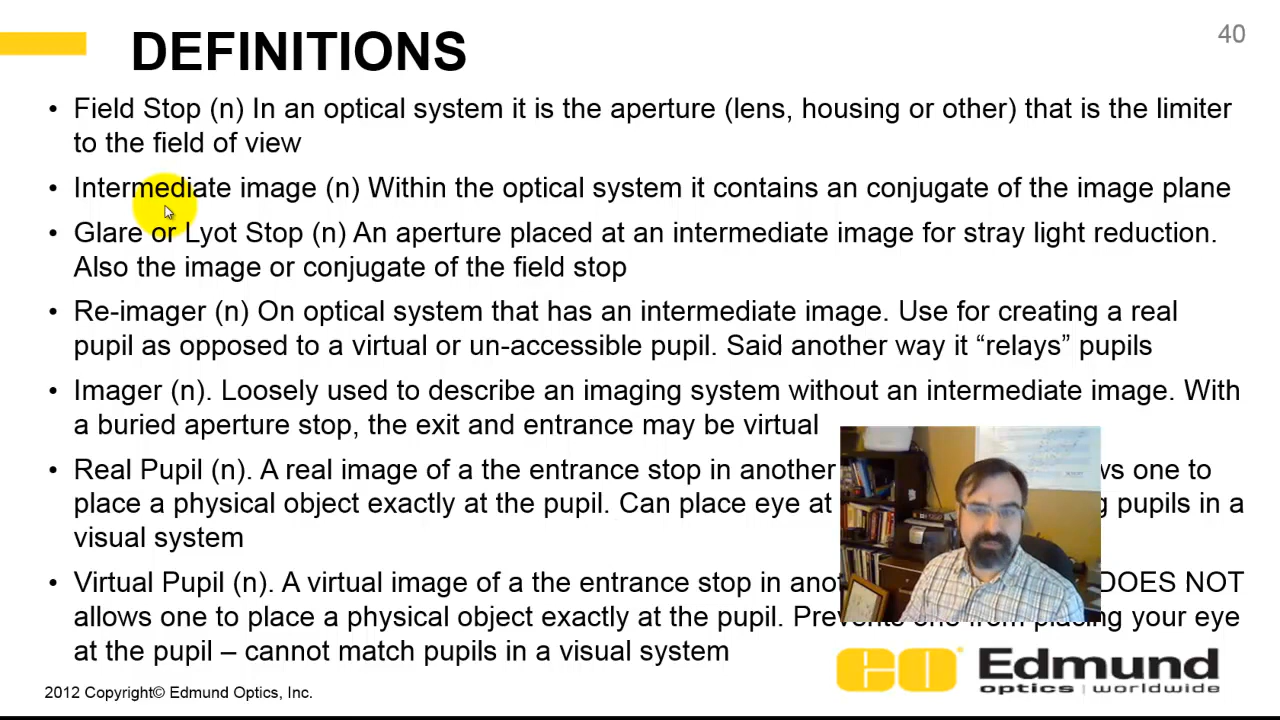 40
DEFINITIONS
• Field Stop (n) In an optical system it is the aperture (lens, housing or other) that is the limiter
to the field of view
• Intermediate image (n) Within the optical system it contains an conjugate of the image plane
• Glare or Lyot Stop (n) An aperture placed at an intermediate image for stray light reduction.
Also the image or conjugate of the field stop
• Re-imager (n) On optical system that has an intermediate image. Use for creating a real
pupil as opposed to a virtual or un-accessible pupil. Said another way it “relays” pupils
• Imager (n). Loosely used to describe an imaging system without an intermediate image. With
a buried aperture stop, the exit and entrance may be virtual
• Real Pupil (n). A real image of a the entrance stop in another one to
place a physical object exactly at the pupil. Can place eye at pupils in a
visual system
• Virtual Pupil (n). A virtual image of a the entrance stop in DOES NOT
allows one to place a physical object exactly at the pupil. your eye
at the pupil – cannot match pupils in a visual system
2012 Copyright© Edmund Optics, Inc.
EO® Edmund
optics | worldwide